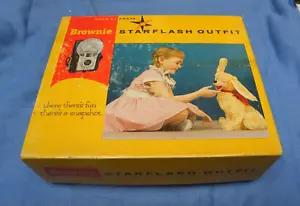 Brownie STARFLASH OUTFIT
where there's fun
there's a snapshot
STARFLASH OUTFIT